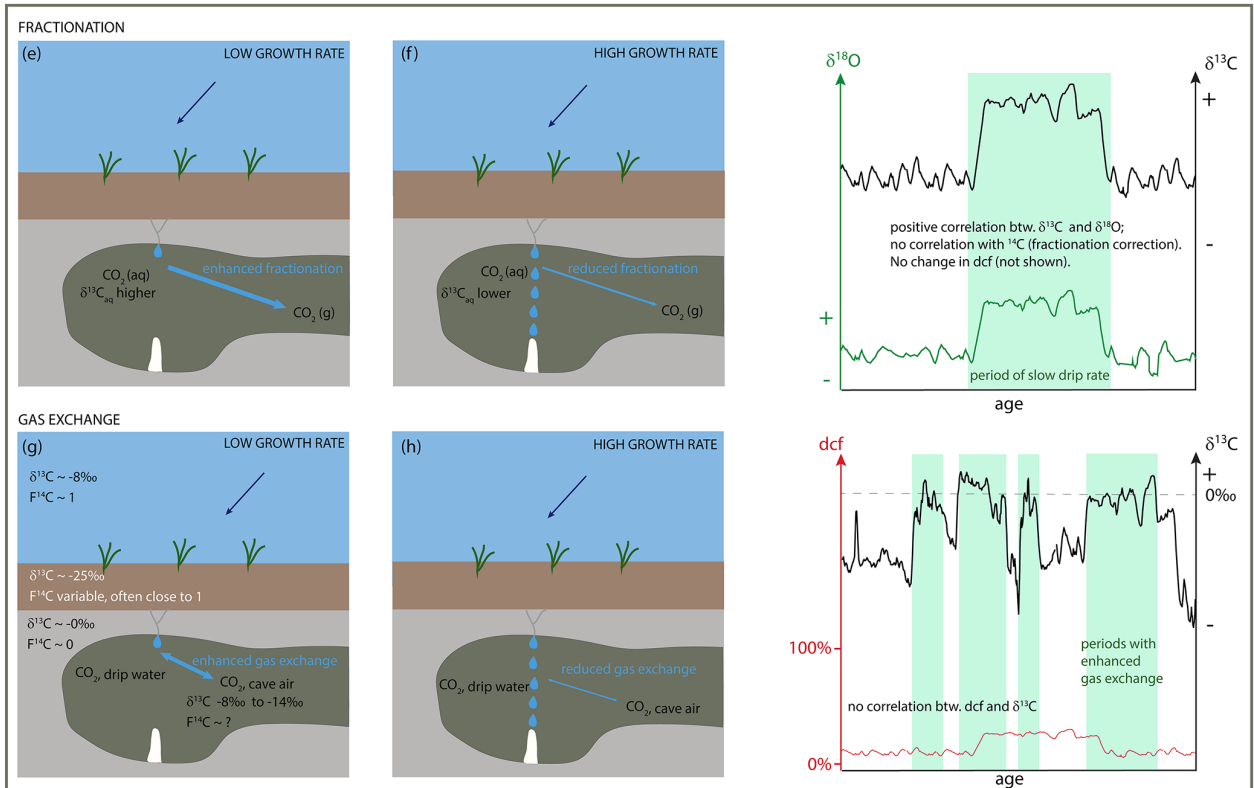 FRACTIONATION
(e)
LOW GROWTH RATE
CO₂ (aq)
δ¹³Caq higher
enhanced fractionation
CO₂ (g)
(f)
HIGH GROWTH RATE
CO₂ (aq)
δ¹³Caq lower
reduced fractionation
CO₂ (g)
δ¹⁸O
δ¹³C
+
-
positive correlation btw. δ¹³C and δ¹⁸O;
no correlation with ¹⁴C (fractionation correction).
No change in dcf (not shown).
+
-
period of slow drip rate
age
GAS EXCHANGE
(g)
LOW GROWTH RATE
δ¹³C ~ -8‰
F¹⁴C ~ 1
δ¹³C ~ -25‰
F¹⁴C variable, often close to 1
δ¹³C ~ -0‰
F¹⁴C ~ 0
enhanced gas exchange
CO₂, drip water
CO₂, cave air
δ¹³C -8‰ to -14‰
F¹⁴C ~ ?
(h)
HIGH GROWTH RATE
reduced gas exchange
CO₂, drip water
CO₂, cave air
dcf
δ¹³C
+
0‰
-
100%
periods with
enhanced
gas exchange
no correlation btw. dcf and δ¹³C
0%
age